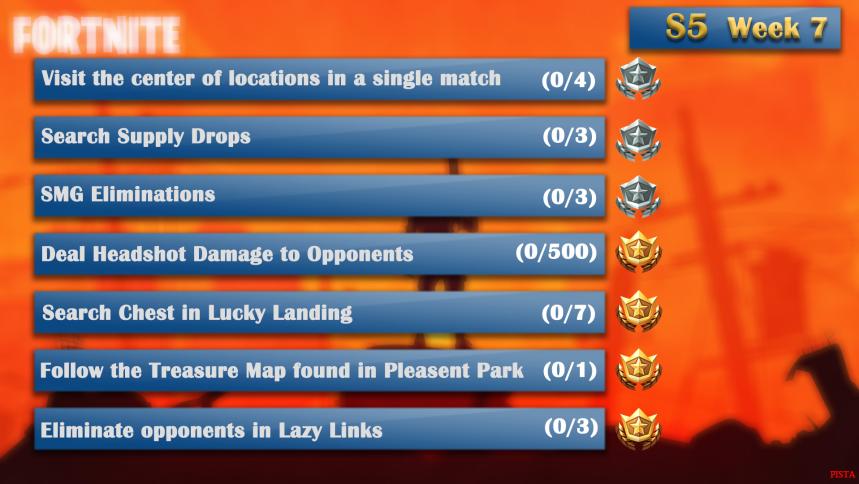 FORTNITE
S5 Week 7
Visit the center of locations in a single match (0/4)
Search Supply Drops (0/3)
SMG Eliminations (0/3)
Deal Headshot Damage to Opponents (0/500)
Search Chest in Lucky Landing (0/7)
Follow the Treasure Map found in Pleasent Park (0/1)
Eliminate opponents in Lazy Links (0/3)
PISTA